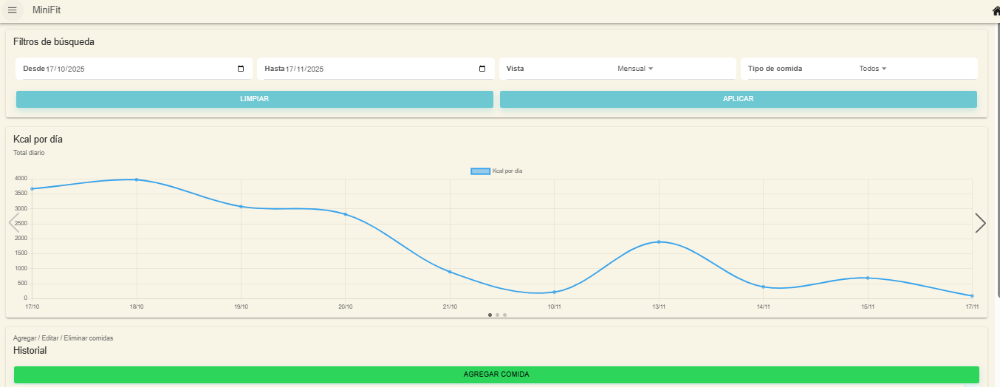 MiniFit
Filtros de búsqueda
Desde 17/10/2025
Hasta 17/11/2025
Vista Mensual
Tipo de comida Todos
LIMPIAR
APLICAR
Kcal por día
Total diario
Kcal por día
4000
3500
3000
2500
2000
1500
1000
500
0
17/10 18/10 19/10 20/10 21/10 10/11 13/11 14/11 15/11 17/11
Agregar / Editar / Eliminar comidas
Historial
AGREGAR COMIDA